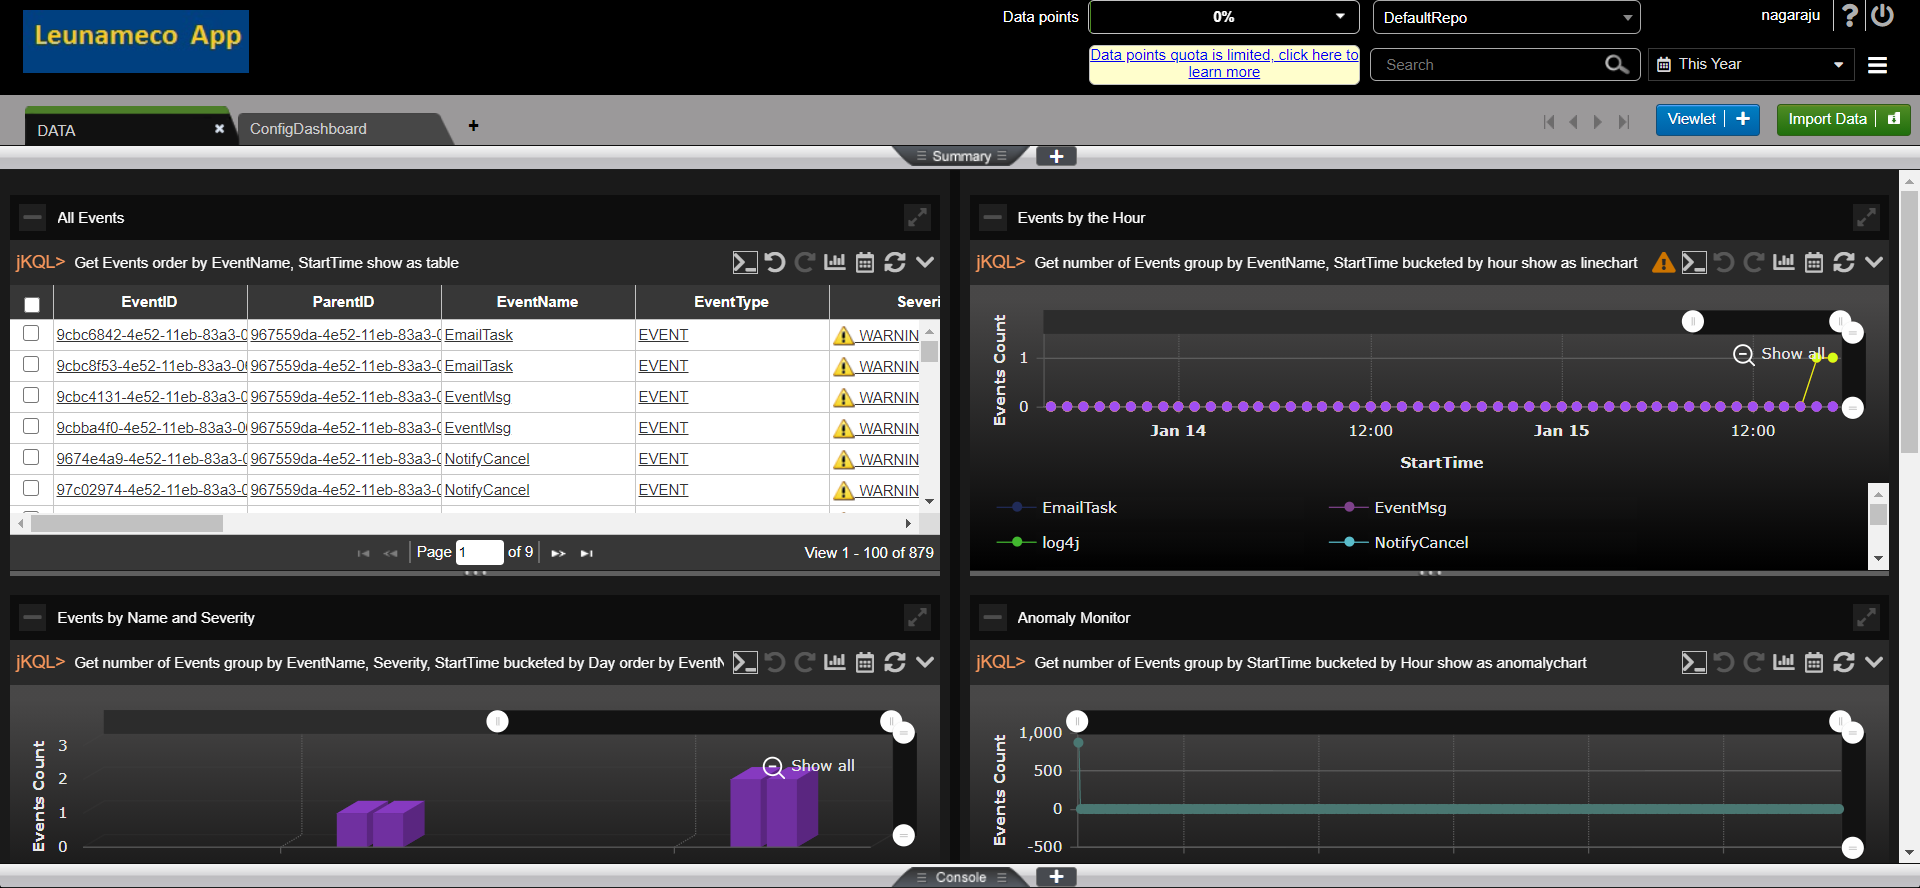 Leunameco App
Data points
0%
DefaultRepo
nagaraju
Data points quota is limited, click here to
learn more
Search
This Year
DATA
ConfigDashboard
Viewlet
Import Data
Summary
All Events
jKQL> Get Events order by EventName, StartTime show as table
EventID ParentID EventName EventType Severi
9cbc6842-4e52-11eb-83a3-0 967559da-4e52-11eb-83a3-0 EmailTask EVENT WARNIN
9cbc8f53-4e52-11eb-83a3-0 967559da-4e52-11eb-83a3-0 EmailTask EVENT WARNIN
9cbc4131-4e52-11eb-83a3-0 967559da-4e52-11eb-83a3-0 EventMsg EVENT WARNIN
9cbba4f0-4e52-11eb-83a3-0 967559da-4e52-11eb-83a3-0 EventMsg EVENT WARNIN
9674e4a9-4e52-11eb-83a3-0 967559da-4e52-11eb-83a3-0 NotifyCancel EVENT WARNIN
97c02974-4e52-11eb-83a3-0 967559da-4e52-11eb-83a3-0 NotifyCancel EVENT WARNIN
Page 1 of 9
View 1 - 100 of 879
Events by the Hour
jKQL> Get number of Events group by EventName, StartTime bucketed by hour show as linechart
Events Count
Show all
1
0
Jan 14 12:00 Jan 15 12:00
StartTime
EmailTask EventMsg
log4j NotifyCancel
Events by Name and Severity
jKQL> Get number of Events group by EventName, Severity, StartTime bucketed by Day order by EventN
Events Count
Show all
3
2
1
0
Anomaly Monitor
jKQL> Get number of Events group by StartTime bucketed by Hour show as anomalychart
Events Count
1,000
500
0
-500
Console